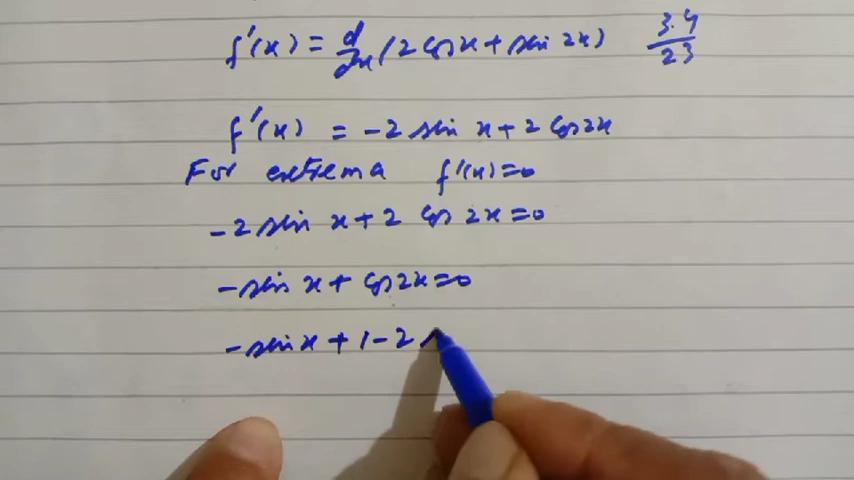 f'(x) = d/dx (2 cos x + sin 2x) 3.4/23
f'(x) = -2 sin x + 2 cos 2x
For extrema f'(x) = 0
-2 sin x + 2 cos 2x = 0
-sin x + cos 2x = 0
-sin x + 1 - 2